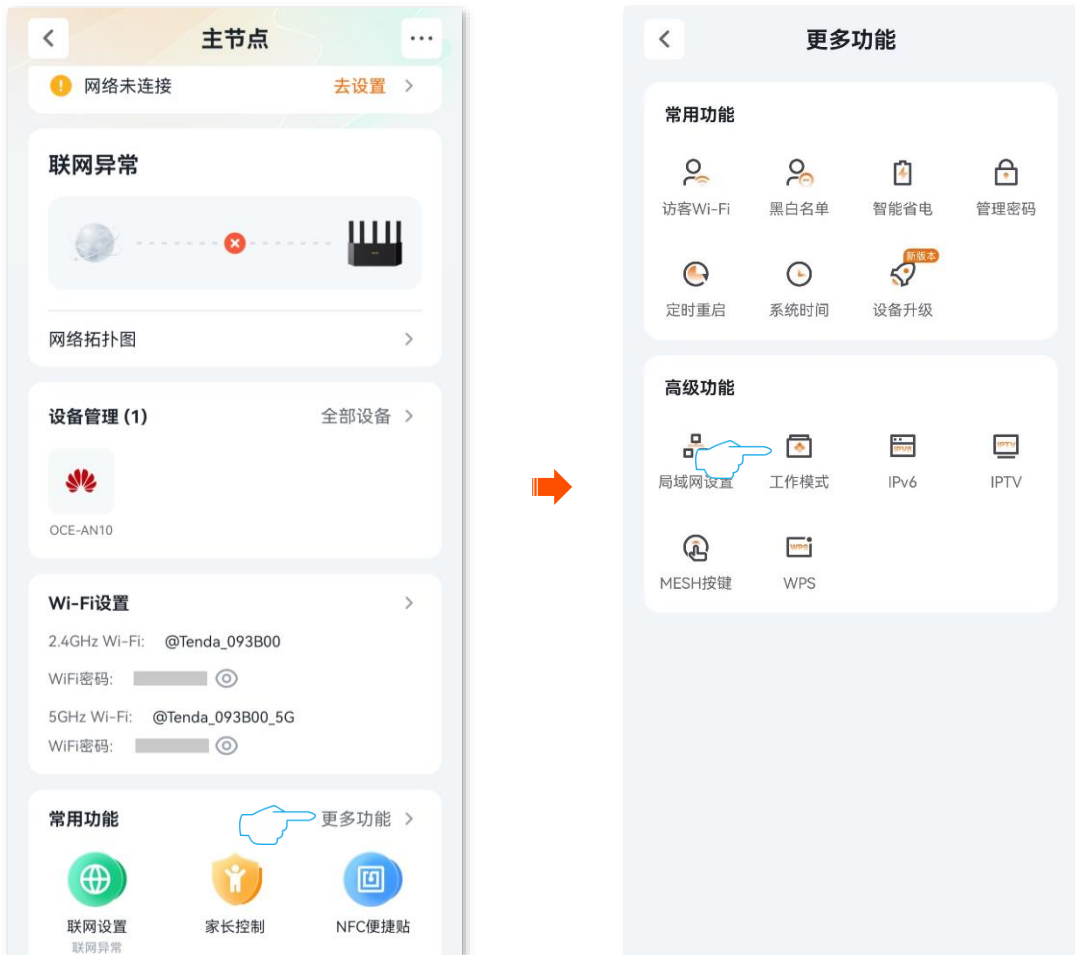 主节点
网络未连接 去设置
联网异常
网络拓扑图
设备管理 (1) 全部设备
OCE-AN10
Wi-Fi设置
2.4GHz Wi-Fi: @Tenda_093B00
WiFi密码:
5GHz Wi-Fi: @Tenda_093B00_5G
WiFi密码:
常用功能 更多功能
联网设置 家长控制 NFC便捷贴
联网异常
更多功能
常用功能
访客Wi-Fi 黑白名单 智能省电 管理密码
新版本
定时重启 系统时间 设备升级
高级功能
IPV6 IPTV
局域网设置 工作模式 IPv6 IPTV
WPS
MESH按键 WPS